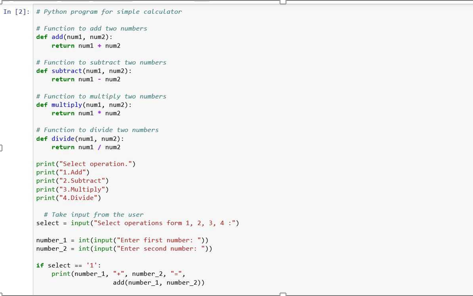 In [2]: # Python program for simple calculator
# Function to add two numbers
def add(num1, num2):
    return num1 + num2
# Function to subtract two numbers
def subtract(num1, num2):
    return num1 - num2
# Function to multiply two numbers
def multiply(num1, num2):
    return num1 * num2
# Function to divide two numbers
def divide(num1, num2):
    return num1 / num2
print("Select operation.")
print("1.Add")
print("2.Subtract")
print("3.Multiply")
print("4.Divide")
  # Take input from the user
select = input("Select operations form 1, 2, 3, 4 :")
number_1 = int(input("Enter first number: "))
number_2 = int(input("Enter second number: "))
if select == '1':
    print(number_1, "+", number_2, "=",
                    add(number_1, number_2))